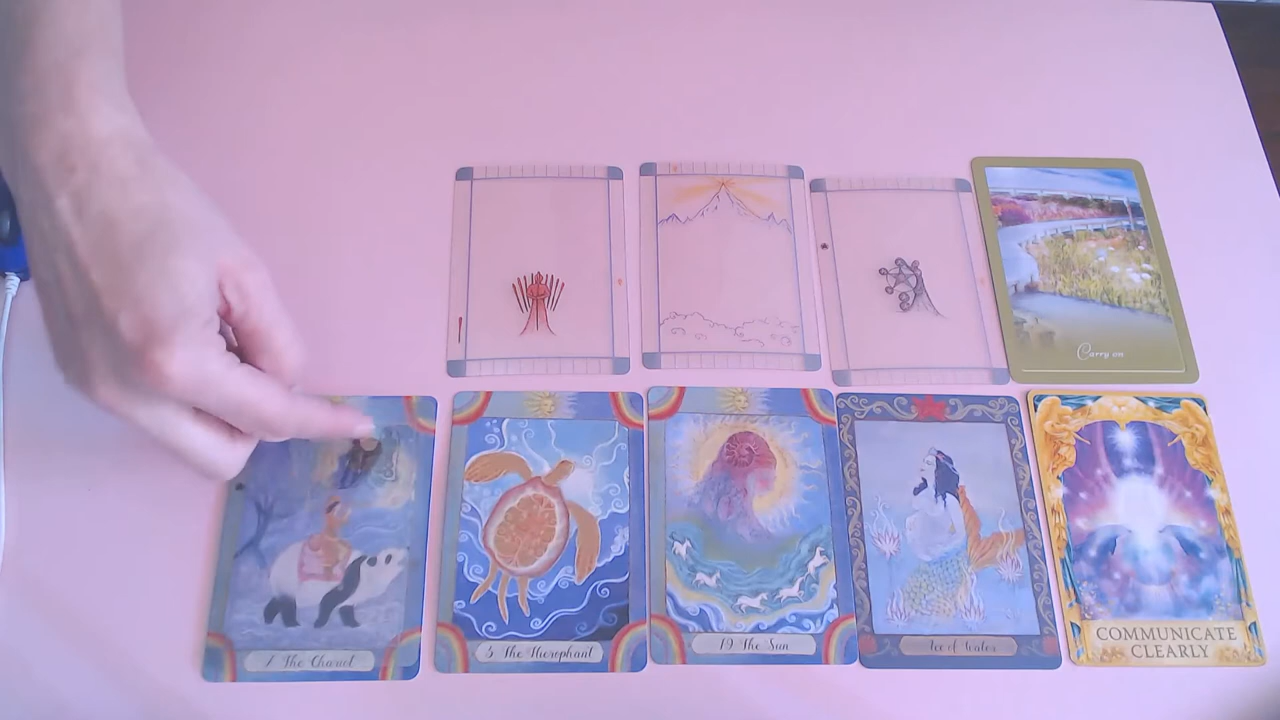 Carry on
7 The Chariot
5 The Hierophant
19 The Sun
Ace of Water
COMMUNICATE
CLEARLY